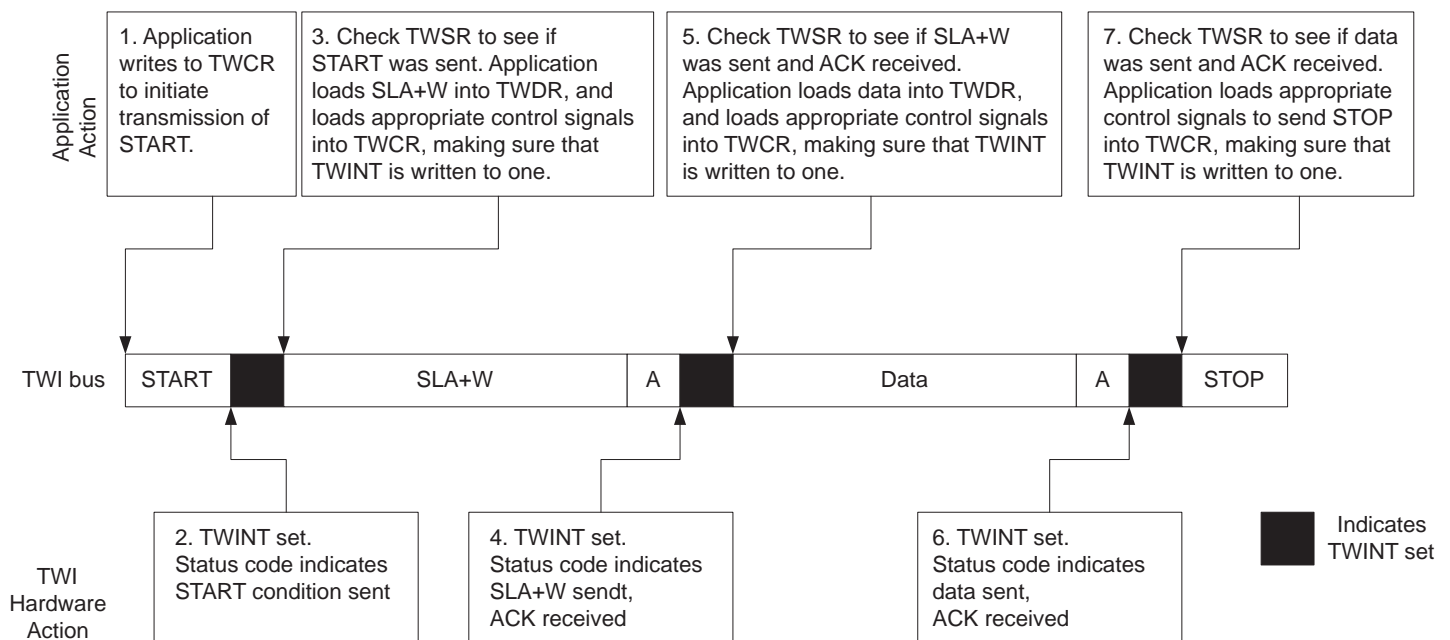 Application
Action
1. Application
writes to TWCR
to initiate
transmission of
START.
3. Check TWSR to see if
START was sent. Application
loads SLA+W into TWDR, and
loads appropriate control signals
into TWCR, making sure that
TWINT is written to one.
5. Check TWSR to see if SLA+W
was sent and ACK received.
Application loads data into TWDR,
and loads appropriate control signals
into TWCR, making sure that TWINT
is written to one.
7. Check TWSR to see if data
was sent and ACK received.
Application loads appropriate
control signals to send STOP
into TWCR, making sure that
TWINT is written to one.
TWI bus
START
SLA+W
A
Data
A
STOP
TWI
Hardware
Action
2. TWINT set.
Status code indicates
START condition sent
4. TWINT set.
Status code indicates
SLA+W sendt,
ACK received
6. TWINT set.
Status code indicates
data sent,
ACK received
Indicates
TWINT set